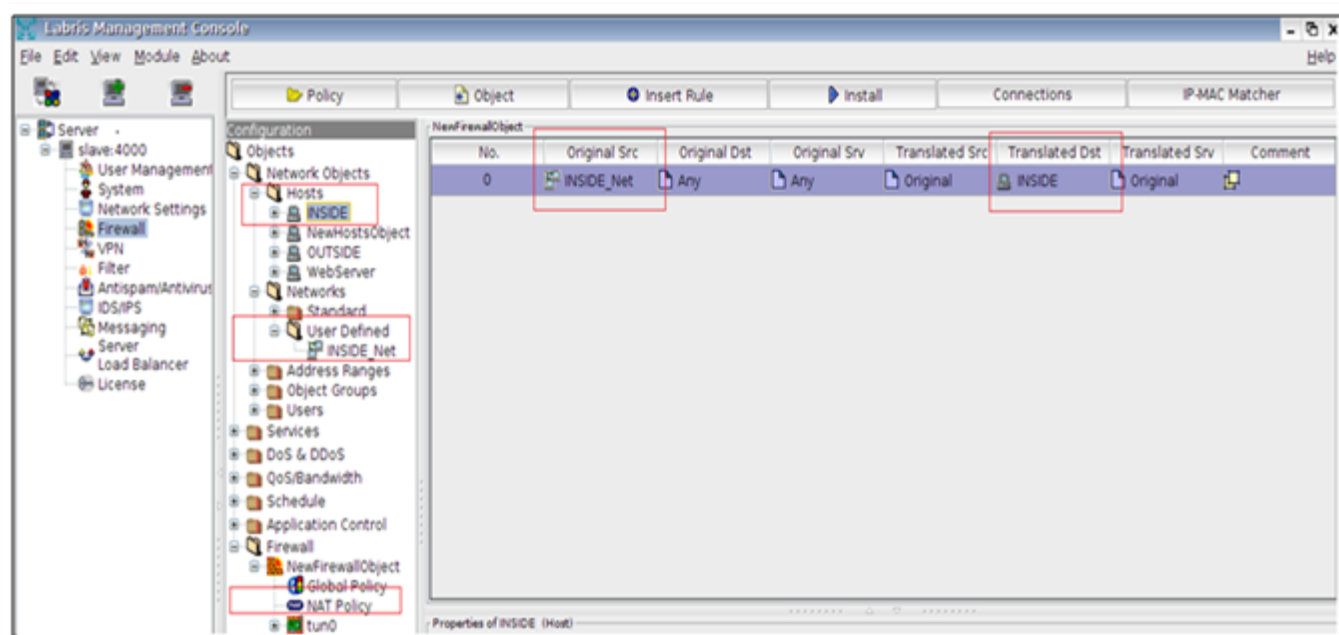 Labris Management Console
File Edit View Module About Help
Policy Object Insert Rule Install Connections IP-MAC Matcher
Server
slave:4000
User Management
System
Network Settings
Firewall
VPN
Filter
Antispam/Antivirus
IDS/IPS
Messaging
Server
Load Balancer
License
Configuration
Objects
Network Objects
Hosts
INSIDE
NewHostsObject
OUTSIDE
WebServer
Networks
Standard
User Defined
INSIDE_Net
Address Ranges
Object Groups
Users
Services
DoS & DDoS
QoS/Bandwidth
Schedule
Application Control
Firewall
NewFirewallObject
Global Policy
NAT Policy
tun0
NewFirewallObject
No. Original Src Original Dst Original Srv Translated Src Translated Dst Translated Srv Comment
0 INSIDE_Net Any Any Original INSIDE Original
Properties of INSIDE (Host)